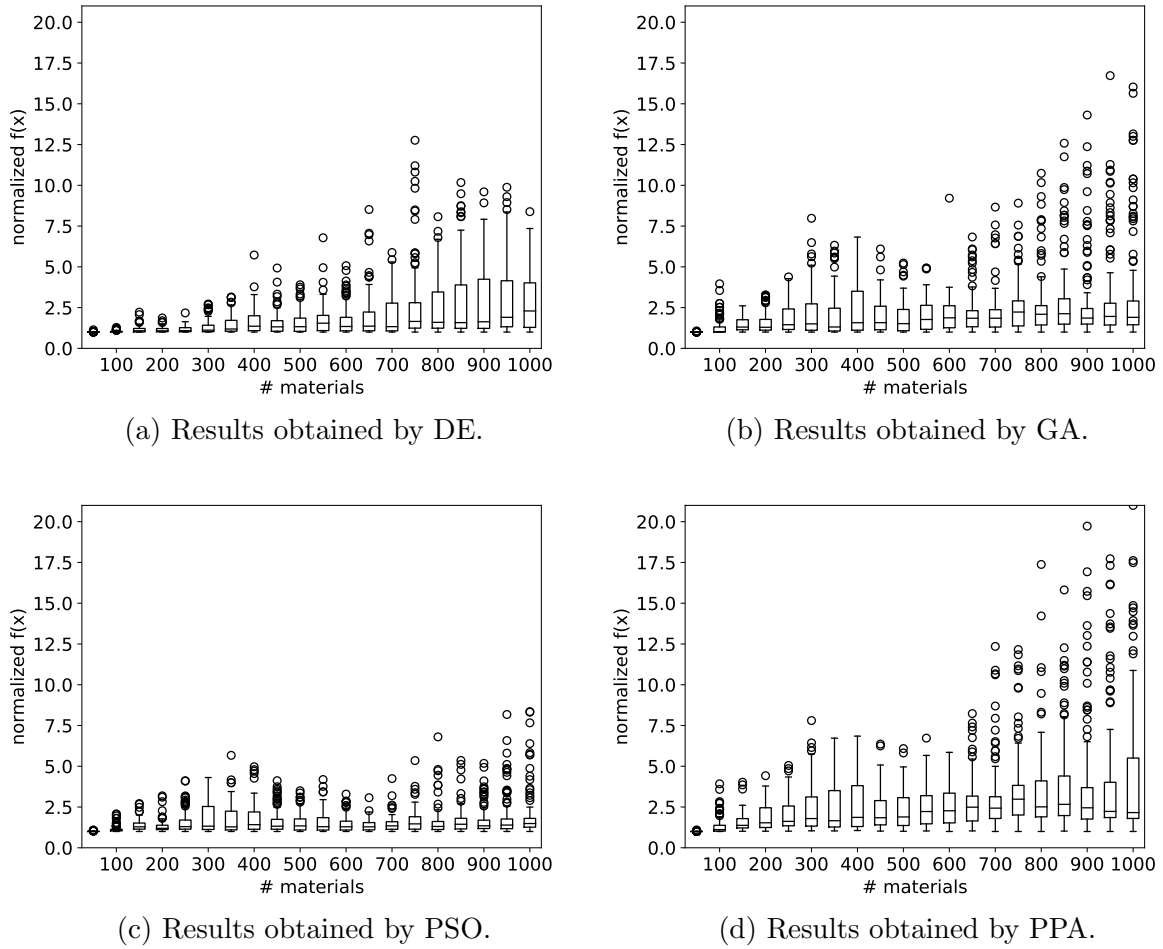 20.0
17.5
15.0
12.5
10.0
7.5
5.0
2.5
0.0
normalized f(x)
100 200 300 400 500 600 700 800 900 1000
# materials
(a) Results obtained by DE.
20.0
17.5
15.0
12.5
10.0
7.5
5.0
2.5
0.0
normalized f(x)
100 200 300 400 500 600 700 800 900 1000
# materials
(b) Results obtained by GA.
20.0
17.5
15.0
12.5
10.0
7.5
5.0
2.5
0.0
normalized f(x)
100 200 300 400 500 600 700 800 900 1000
# materials
(c) Results obtained by PSO.
20.0
17.5
15.0
12.5
10.0
7.5
5.0
2.5
0.0
normalized f(x)
100 200 300 400 500 600 700 800 900 1000
# materials
(d) Results obtained by PPA.